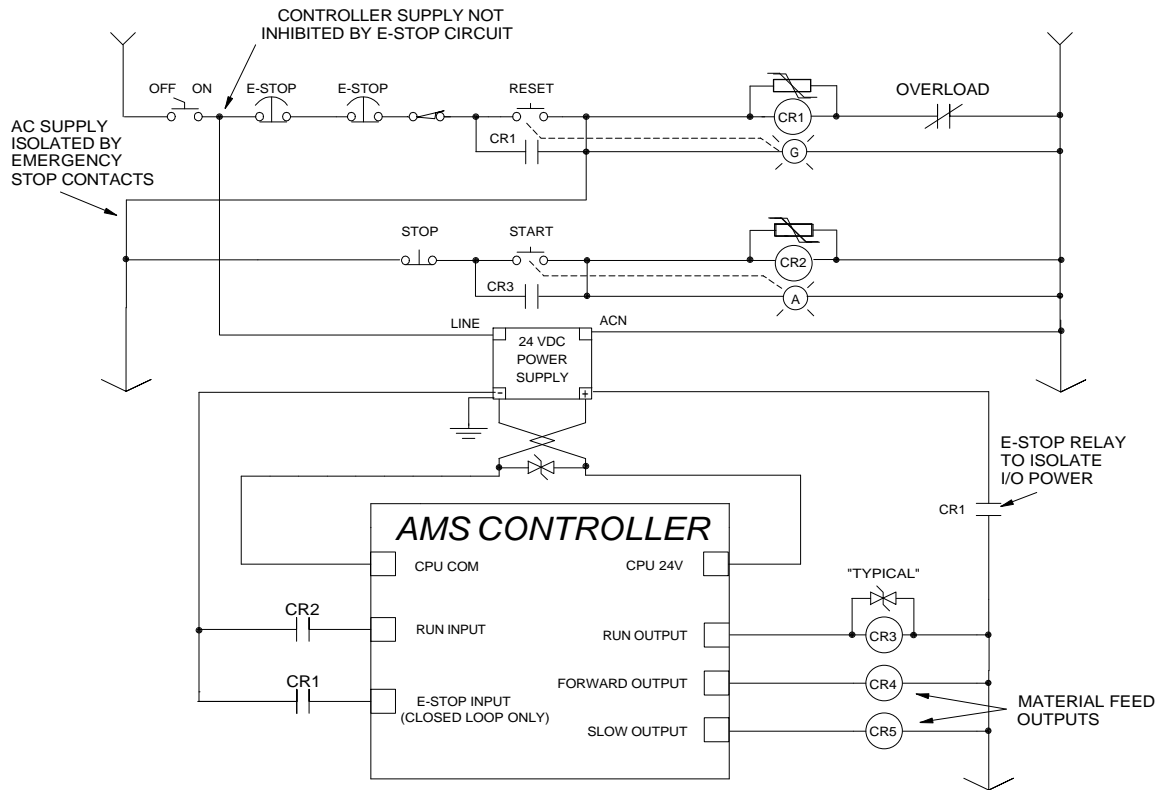 CONTROLLER SUPPLY NOT
INHIBITED BY E-STOP CIRCUIT
OFF ON
E-STOP
E-STOP
RESET
OVERLOAD
CR1
CR1
G
AC SUPPLY
ISOLATED BY
EMERGENCY
STOP CONTACTS
STOP
START
CR2
CR3
A
LINE
ACN
24 VDC
POWER
SUPPLY
-
+
E-STOP RELAY
TO ISOLATE
I/O POWER
CR1
AMS CONTROLLER
CPU COM
CPU 24V
"TYPICAL"
CR2
RUN INPUT
RUN OUTPUT
CR3
CR1
E-STOP INPUT
(CLOSED LOOP ONLY)
FORWARD OUTPUT
CR4
SLOW OUTPUT
CR5
MATERIAL FEED
OUTPUTS